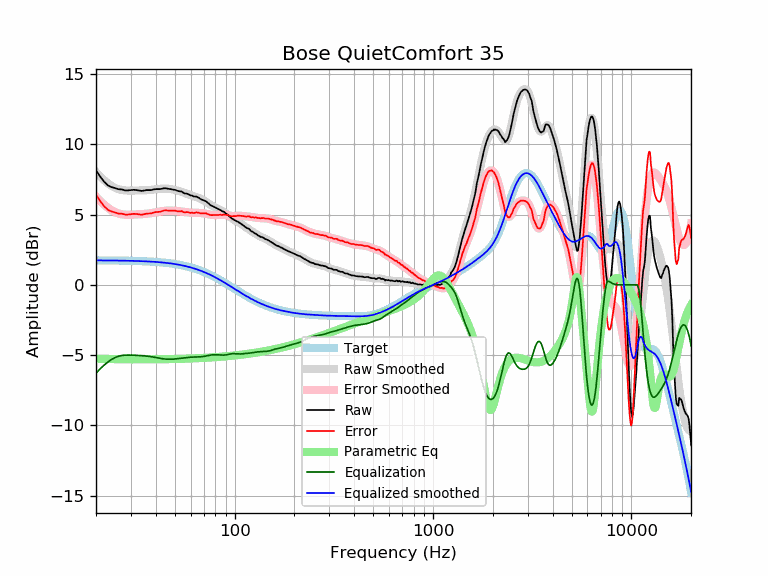 Bose QuietComfort 35
Amplitude (dBr)
15
10
5
0
−5
−10
−15
Target
Raw Smoothed
Error Smoothed
Raw
Error
Parametric Eq
Equalization
Equalized smoothed
100
1000
10000
Frequency (Hz)